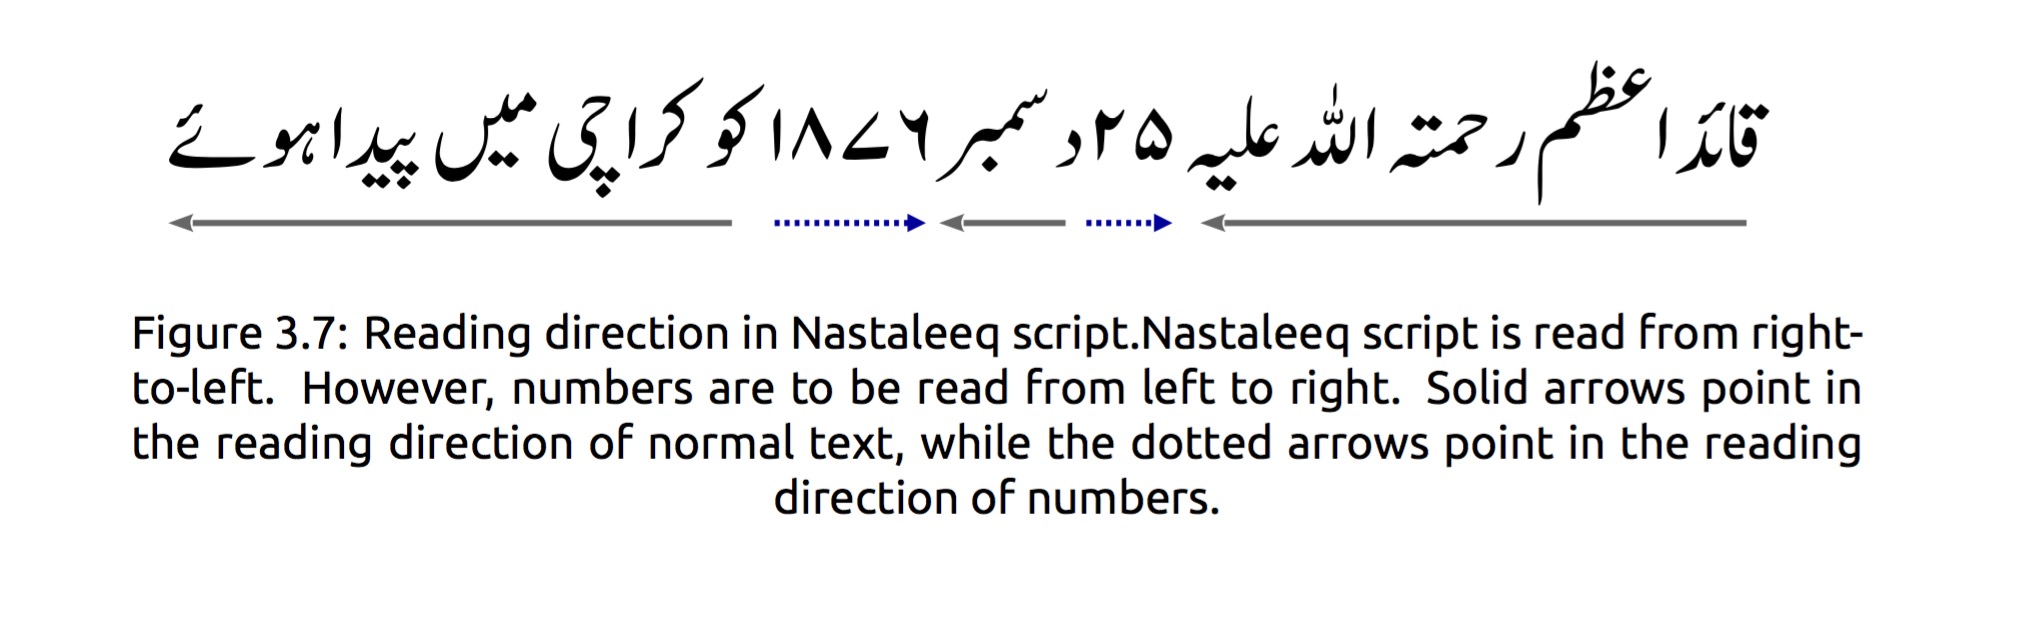 قائد اعظم رحمتہ اللہ علیہ ۲۵ دسمبر ۱۸۷۶ کو کراچی میں پیدا ہوئے
Figure 3.7: Reading direction in Nastaleeq script.Nastaleeq script is read from right-
to-left. However, numbers are to be read from left to right. Solid arrows point in
the reading direction of normal text, while the dotted arrows point in the reading
direction of numbers.